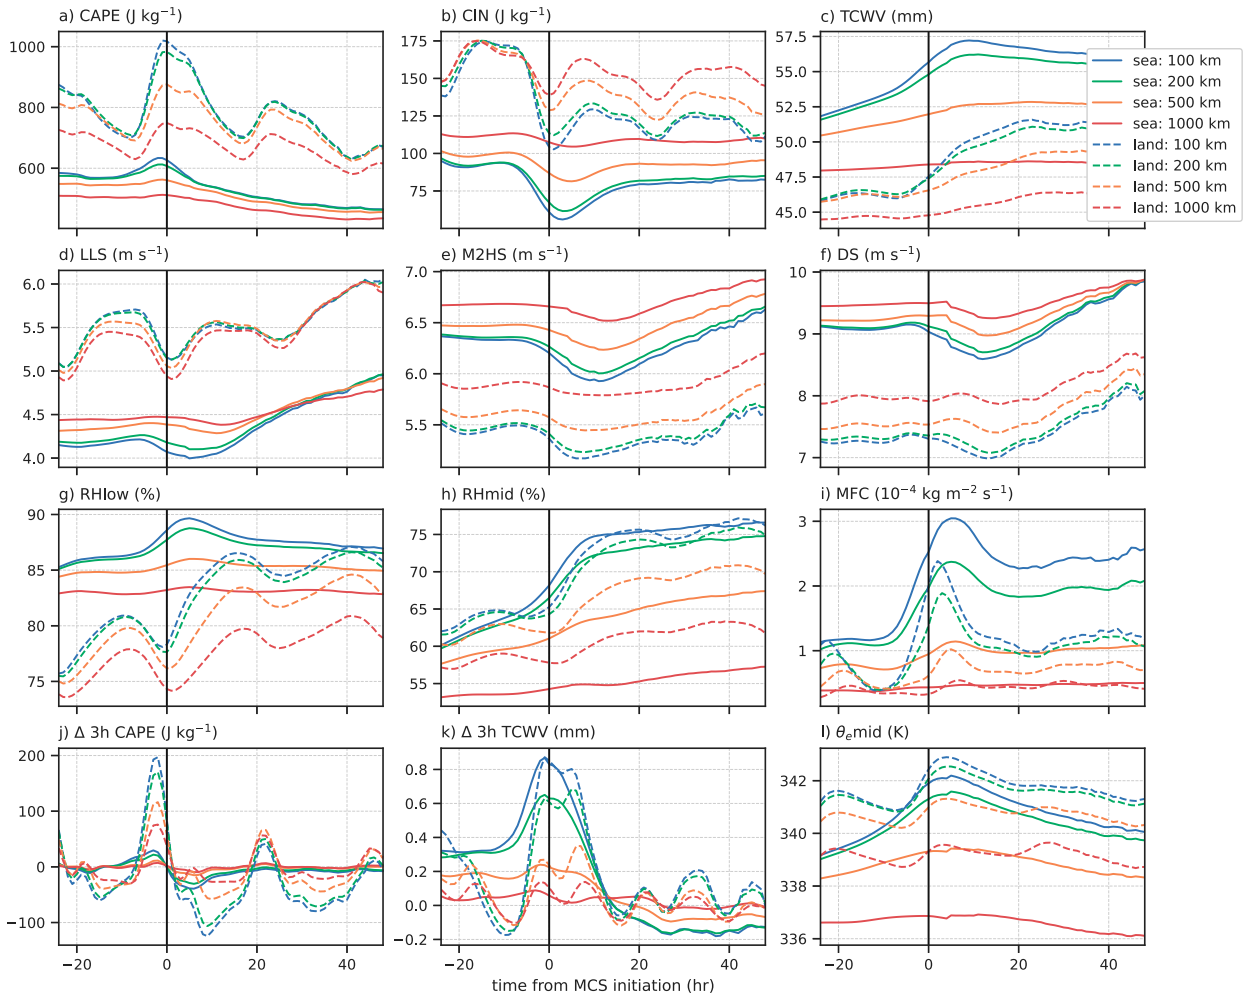 a) CAPE (J kg⁻¹)
b) CIN (J kg⁻¹)
c) TCWV (mm)
1000
800
600
175
150
125
100
75
57.5
55.0
52.5
50.0
47.5
45.0
sea: 100 km
sea: 200 km
sea: 500 km
sea: 1000 km
land: 100 km
land: 200 km
land: 500 km
land: 1000 km
d) LLS (m s⁻¹)
e) M2HS (m s⁻¹)
f) DS (m s⁻¹)
6.0
5.5
5.0
4.5
4.0
7.0
6.5
6.0
5.5
10
9
8
7
g) RHlow (%)
h) RHmid (%)
i) MFC (10⁻⁴ kg m⁻² s⁻¹)
90
85
80
75
75
70
65
60
55
3
2
1
j) Δ 3h CAPE (J kg⁻¹)
k) Δ 3h TCWV (mm)
l) θₑmid (K)
200
100
0
−100
0.8
0.6
0.4
0.2
0.0
−0.2
342
340
338
336
−20 0 20 40
−20 0 20 40
−20 0 20 40
time from MCS initiation (hr)